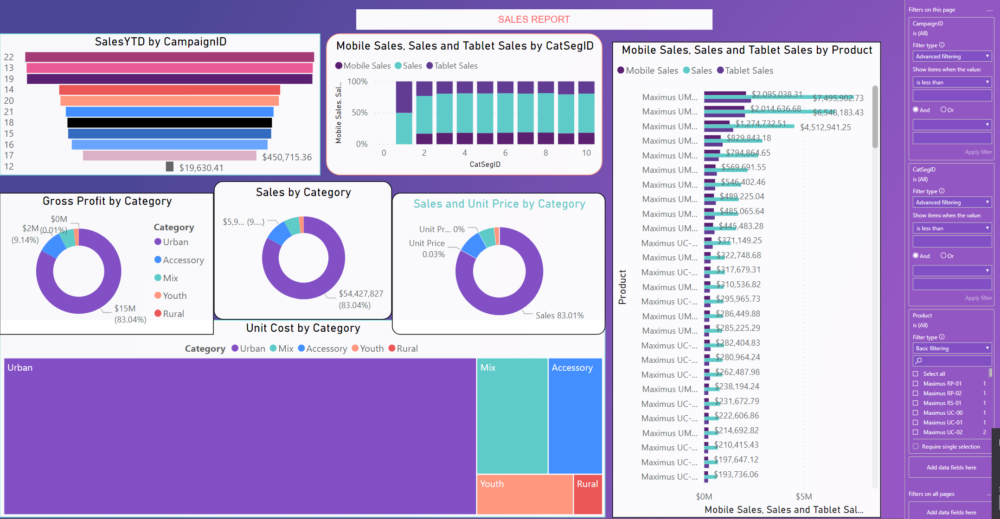 SALES REPORT
SalesYTD by CampaignID
22
13
19
14
20
21
18
15
16
17
$450,715.36
12
$19,630.41
Mobile Sales, Sales and Tablet Sales by CatSegID
Mobile Sales Sales Tablet Sales
Mobile Sales, Sal...
100%
50%
0%
0 2 4 6 8 10
CatSegID
Gross Profit by Category
$0M
(0.01%)
$2M
(9.14%)
$15M
(83.04%)
Category
Urban
Accessory
Mix
Youth
Rural
Sales by Category
$5,9... (9....)
$54,427,827
(83.04%)
Sales and Unit Price by Category
Unit Pr... 0%
Unit Price
0.03%
Sales 83.01%
Unit Cost by Category
Category Urban Mix Accessory Youth Rural
Urban
Mix
Accessory
Youth
Rural
Mobile Sales, Sales and Tablet Sales by Product
Mobile Sales Sales Tablet Sales
Product
Maximus UM... $2,095,038.31 $7,495,902.73
Maximus UM... $2,014,636.68 $6,548,183.43
Maximus UM... $1,274,732.51 $4,512,941.25
Maximus UM... $829,843.18
Maximus UM... $794,864.65
Maximus UM... $569,691.55
Maximus UM... $546,402.46
Maximus UM... $489,225.04
Maximus UM... $485,065.64
Maximus UM... $445,483.28
Maximus UC-... $371,149.25
Maximus UM... $322,748.68
Maximus UC-... $317,679.31
Maximus UM... $310,536.82
Maximus UC-... $295,965.73
Maximus UM... $286,449.88
Maximus UM... $285,225.29
Maximus UC-... $282,404.83
Maximus UC-... $280,964.24
Maximus UC-... $262,487.98
Maximus UM... $238,194.24
Maximus UC-... $231,672.79
Maximus UC-... $222,606.86
Maximus UM... $214,692.82
Maximus UC-... $210,415.43
Maximus UC-... $197,647.12
Maximus UC-... $193,736.06
$0M $5M
Mobile Sales, Sales and Tablet Sal...
Filters on this page ...
CampaignID
is (All)
Filter type
Advanced filtering
Show items when the value:
is less than
And Or
Apply filter
CatSegID
is (All)
Filter type
Advanced filtering
Show items when the value:
is less than
And Or
Apply filter
Product
is (All)
Filter type
Basic filtering
Select all
Maximus RP-01 1
Maximus RP-02 1
Maximus RS-01 1
Maximus UC-00 1
Maximus UC-01 1
Maximus UC-02 2
Require single selection
Add data fields here
Filters on all pages ...
Add data fields here